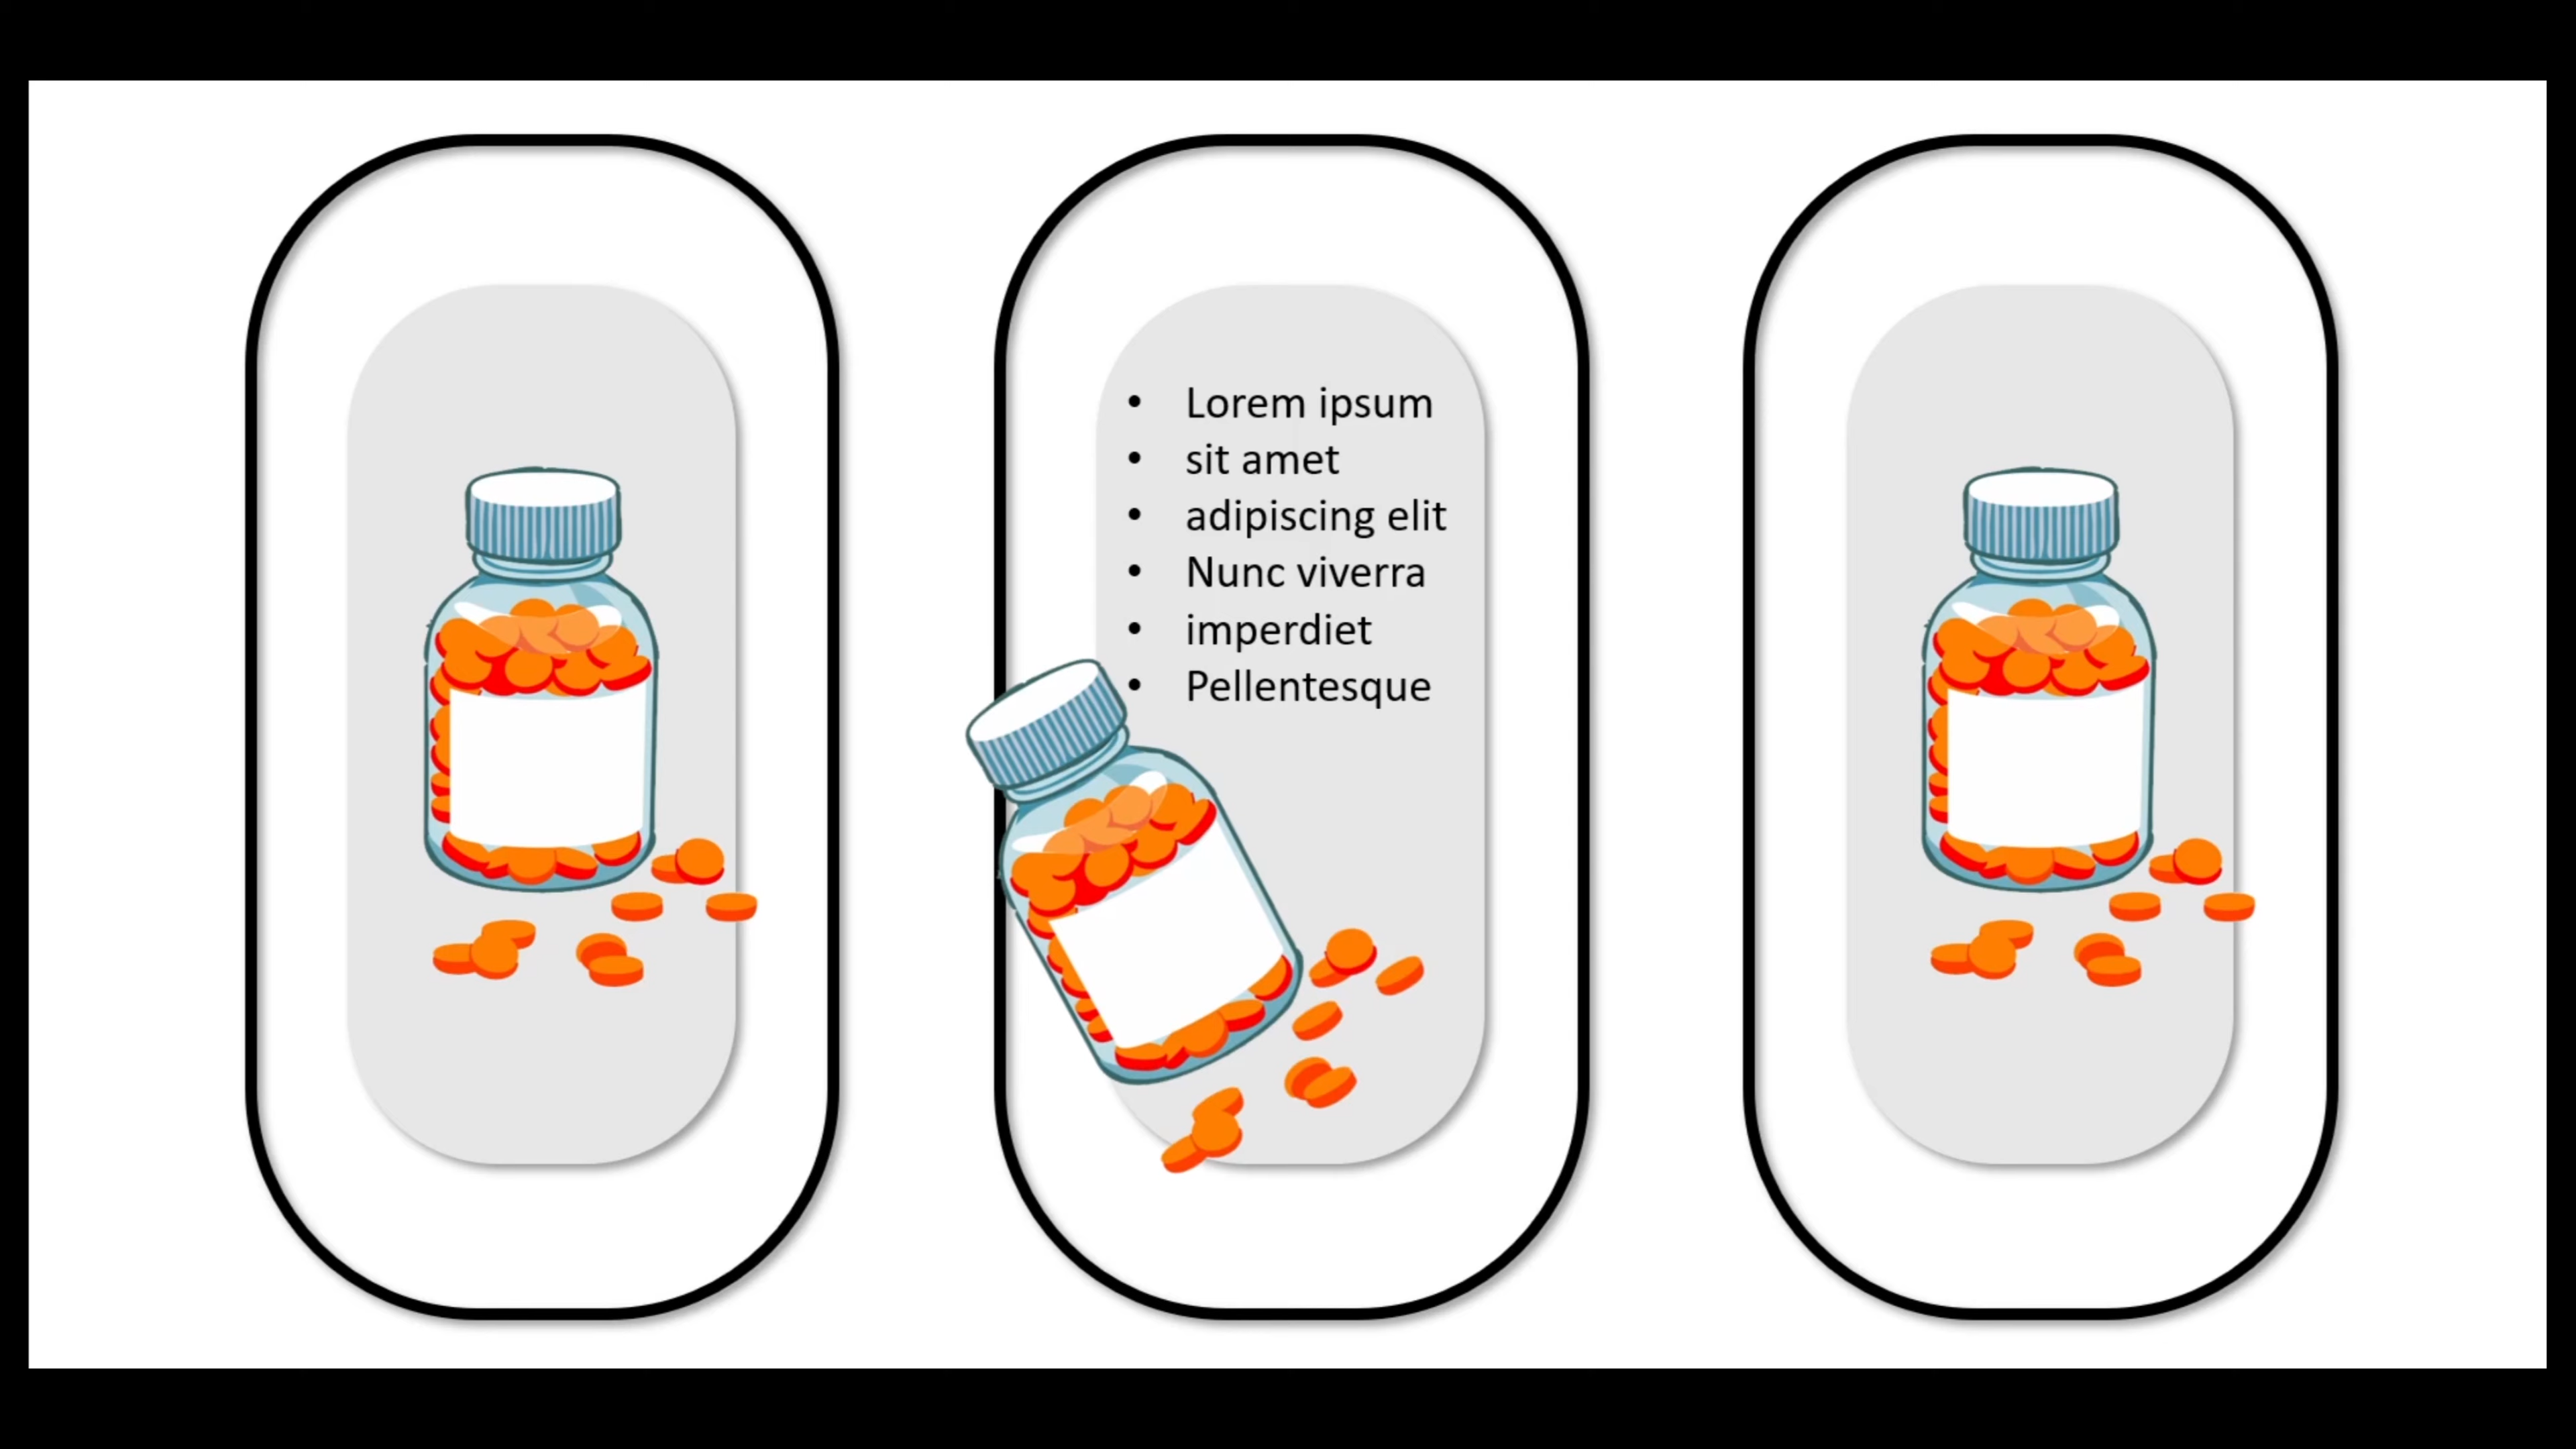 • Lorem ipsum
• sit amet
• adipiscing elit
• Nunc viverra
• imperdiet
• Pellentesque